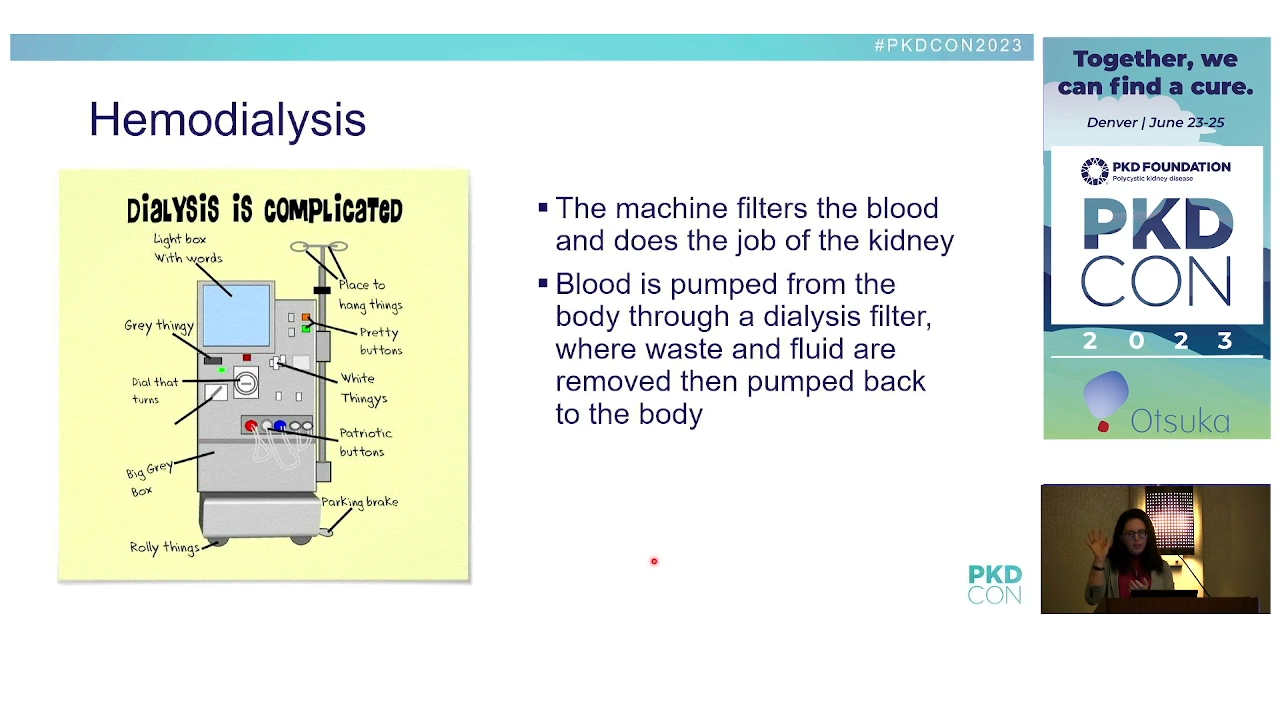 #PKDCON2023
Hemodialysis
DiALYSiS iS COMPLiCATED
Light box
With words
Place to
hang things
Grey thingy
Pretty
buttons
Dial that
turns
White
Thingys
Patriotic
buttons
Big Grey
Box
Parking brake
Rolly things
▪ The machine filters the blood
and does the job of the kidney
▪ Blood is pumped from the
body through a dialysis filter,
where waste and fluid are
removed then pumped back
to the body
PKD
CON
Together, we
can find a cure.
Denver | June 23-25
PKD FOUNDATION
Polycystic kidney disease
PKD
CON
2 0 2 3
Otsuka